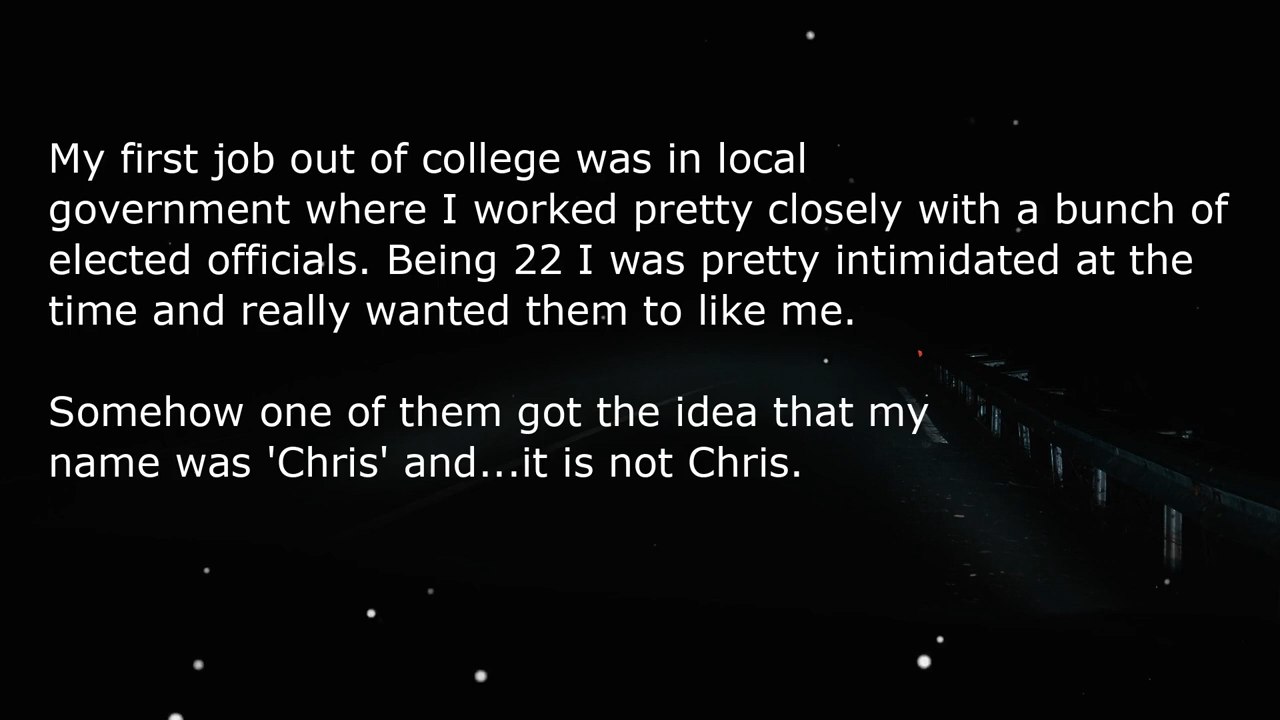 My first job out of college was in local
government where I worked pretty closely with a bunch of
elected officials. Being 22 I was pretty intimidated at the
time and really wanted them to like me.
Somehow one of them got the idea that my
name was 'Chris' and...it is not Chris.